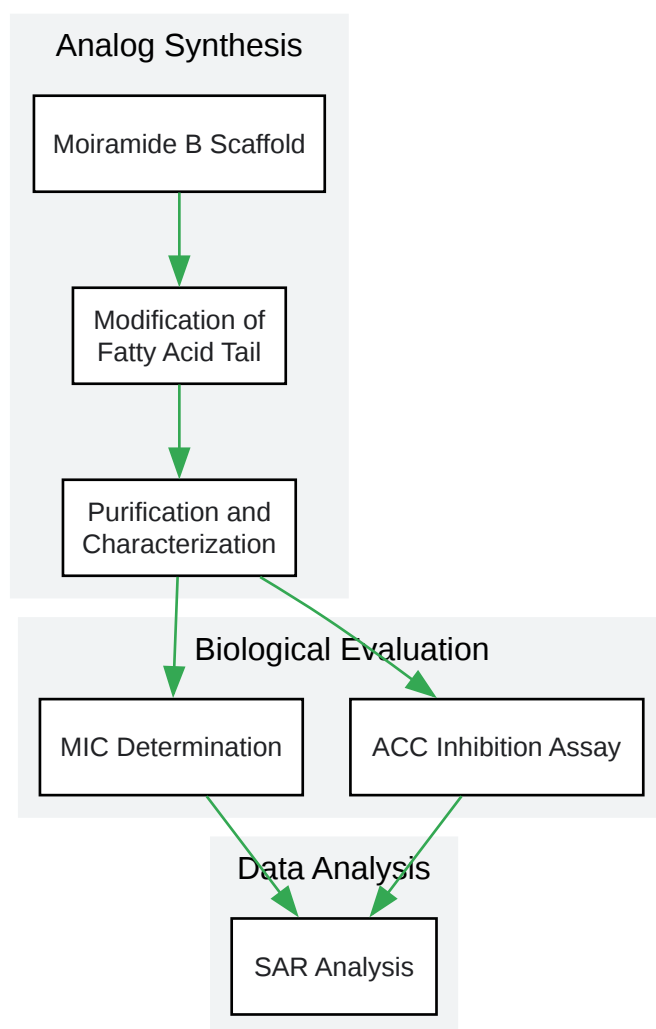 Analog Synthesis
Moiramide B Scaffold
Modification of
Fatty Acid Tail
Purification and
Characterization
Biological Evaluation
MIC Determination
ACC Inhibition Assay
Data Analysis
SAR Analysis